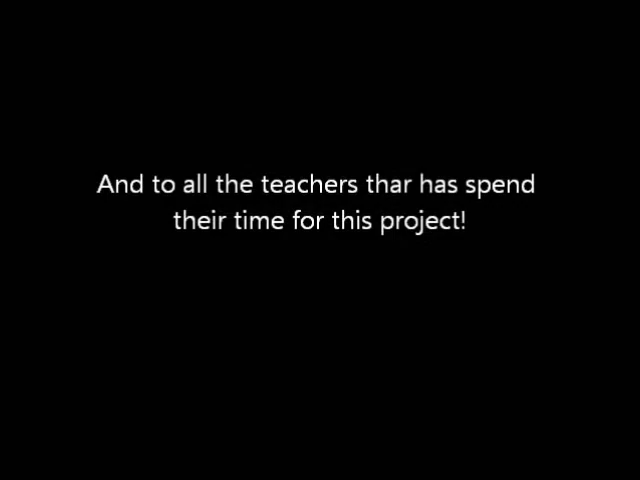 And to all the teachers thar has spend
their time for this project!